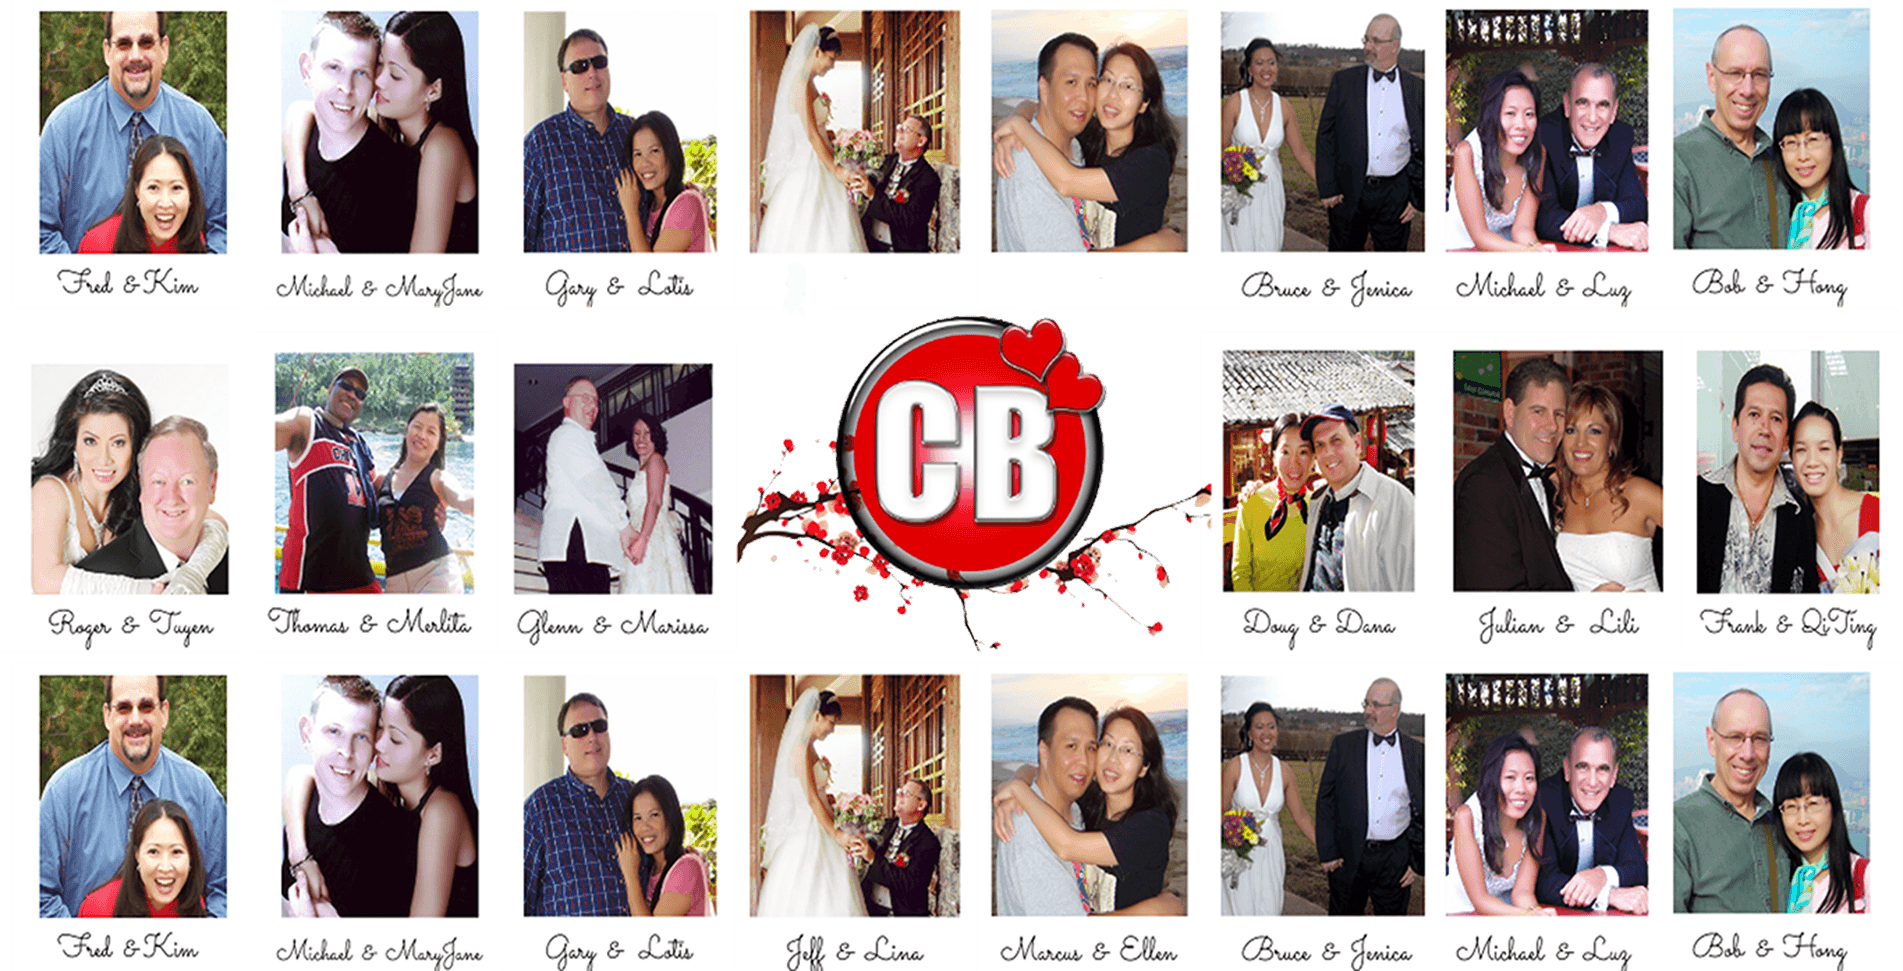 Fred & Kim
Michael & MaryJane
Gary & Lotis
Bruce & Jenica
Michael & Luz
Bob & Hong
CB
Roger & Tuyen
Thomas & Merlita
Glenn & Marissa
Doug & Dana
Julian & Lili
Frank & QiTing
Fred & Kim
Michael & MaryJane
Gary & Lotis
Jeff & Lina
Marcus & Ellen
Bruce & Jenica
Michael & Luz
Bob & Hong